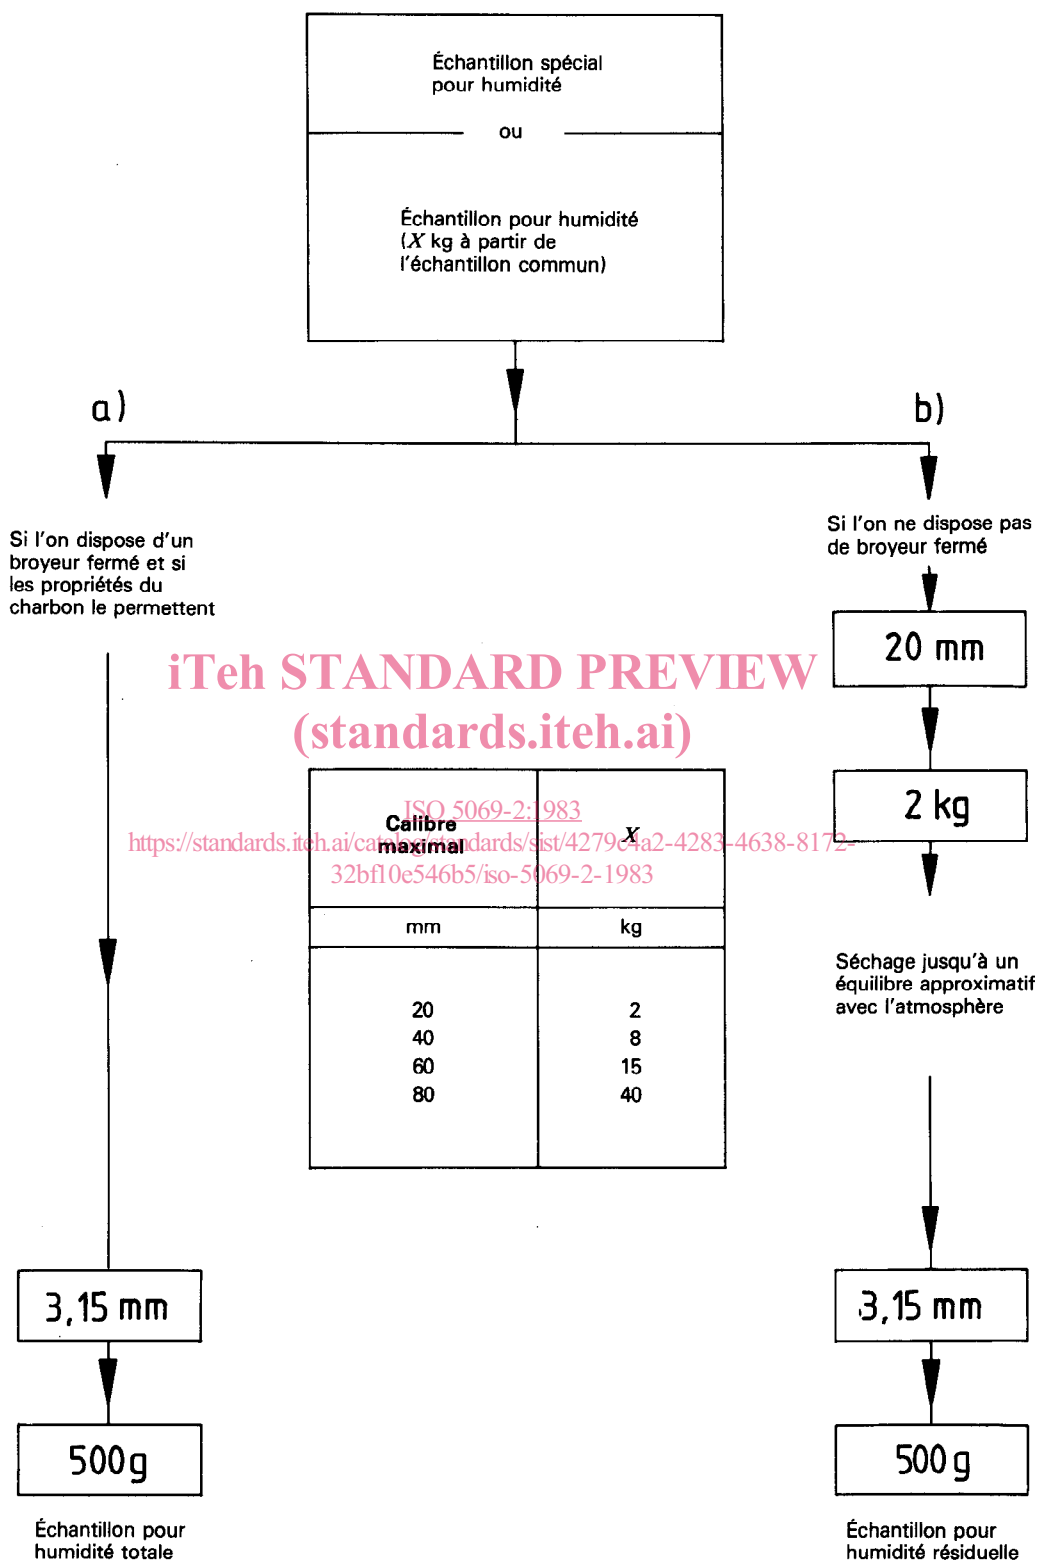 Échantillon spécial
pour humidité
ou
Échantillon pour humidité
(X kg à partir de
l'échantillon commun)
a)
b)
Si l'on dispose d'un
broyeur fermé et si
les propriétés du
charbon le permettent
Si l'on ne dispose pas
de broyeur fermé
20 mm
iTeh STANDARD PREVIEW
(standards.iteh.ai)
2 kg
ISO 5069-2:1983
https://standards.iteh.ai/catalog/standards/sist/4279c4a2-4283-4638-8172-
32bf10e546b5/iso-5069-2-1983
Calibre
maximal
X
mm kg
20 2
40 8
60 15
80 40
Séchage jusqu'à un
équilibre approximatif
avec l'atmosphère
3,15 mm
500 g
Échantillon pour
humidité totale
3,15 mm
500 g
Échantillon pour
humidité résiduelle